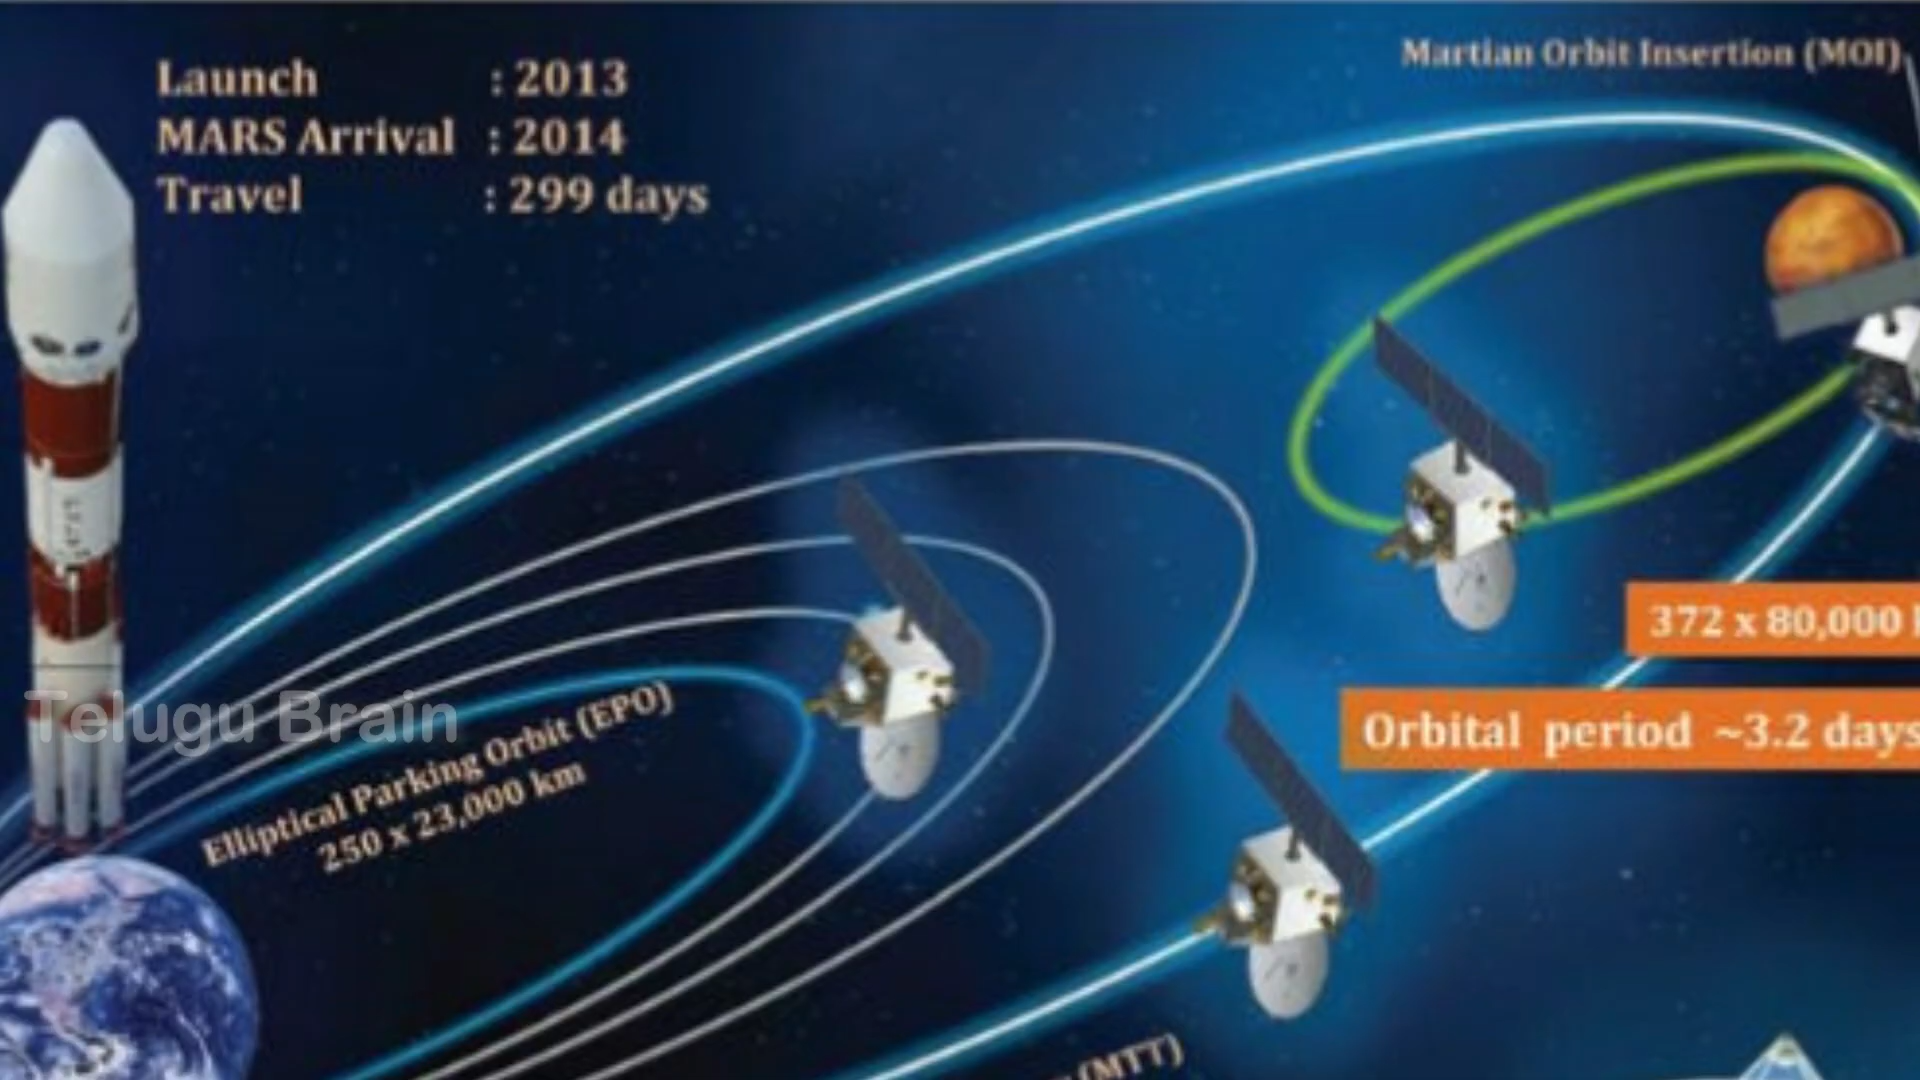 Martian Orbit Insertion (MOI)
Launch : 2013
MARS Arrival : 2014
Travel : 299 days
372 x 80,000
Orbital period ~3.2 days
Telugu Brain
Elliptical Parking Orbit (EPO)
250 x 23,000 km
(MTT)